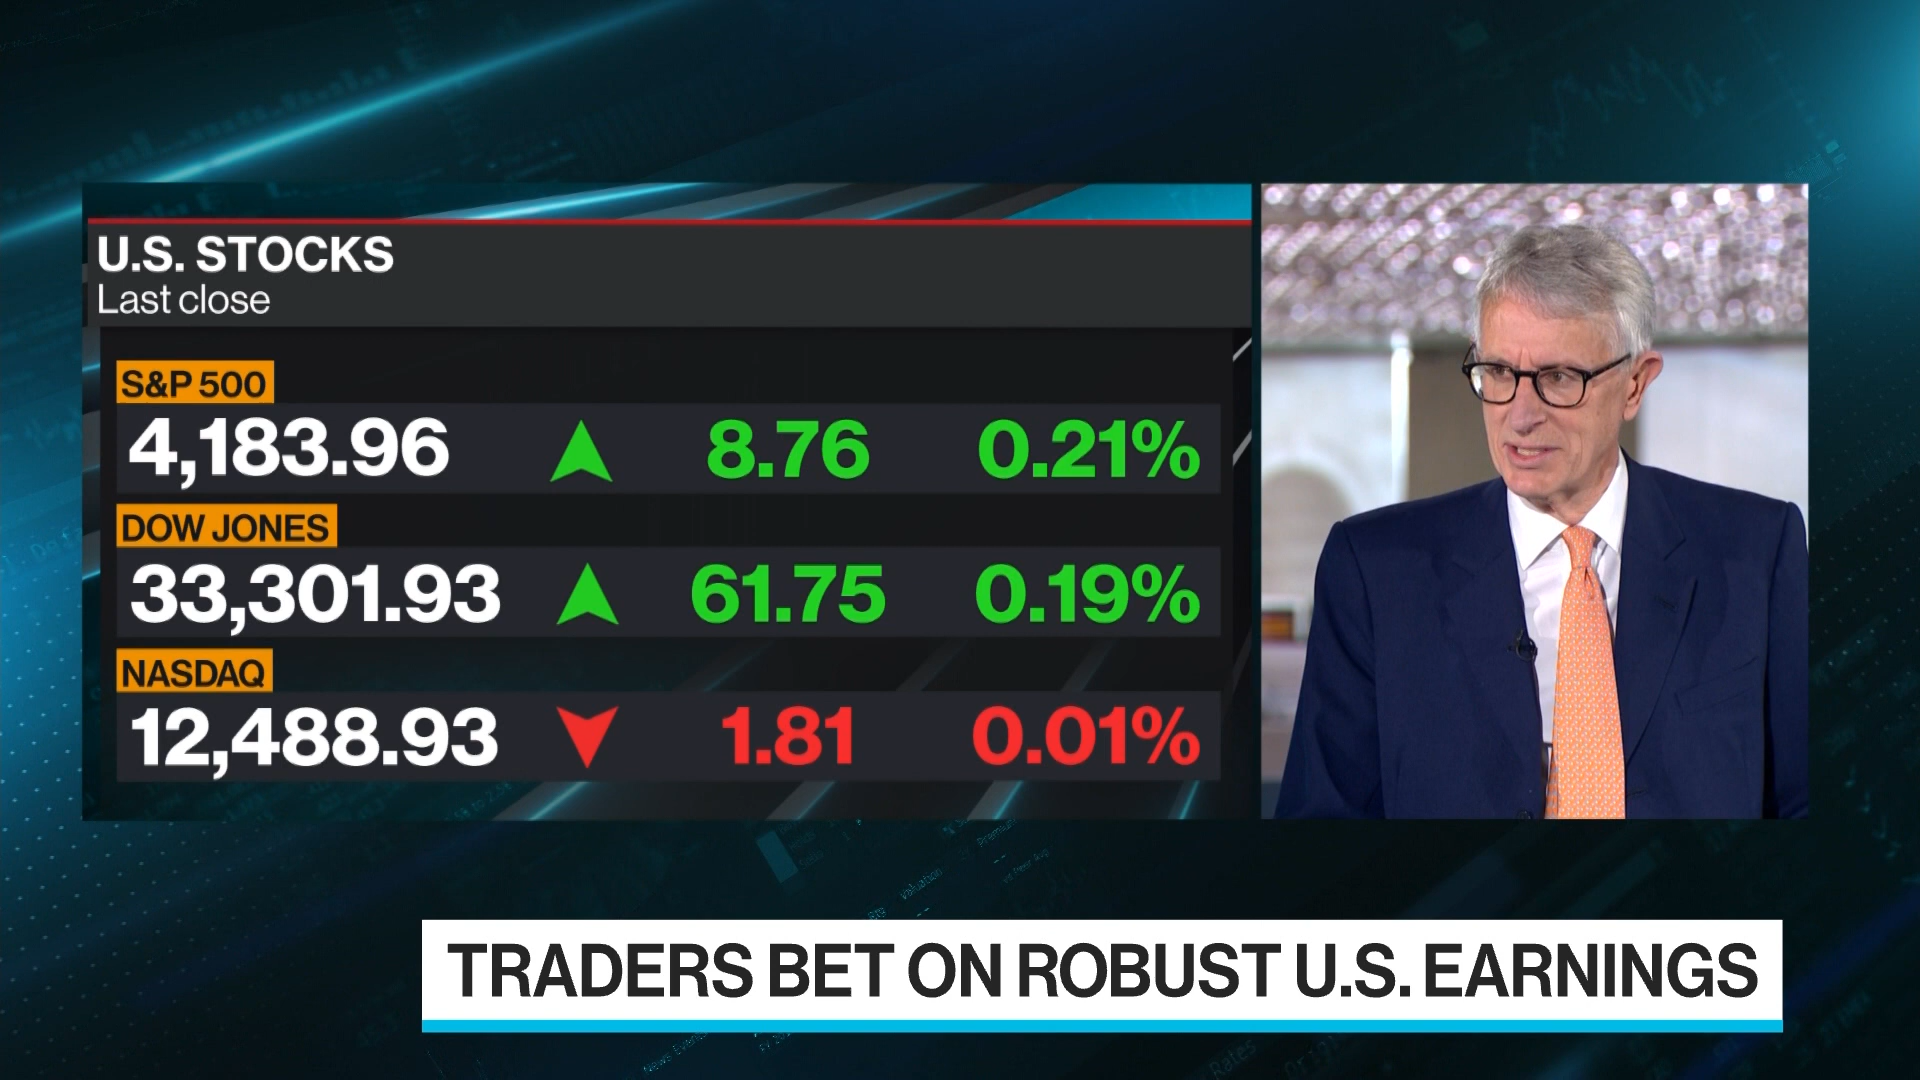 U.S. STOCKS
Last close
S&P 500
4,183.96 ▲ 8.76 0.21%
DOW JONES
33,301.93 ▲ 61.75 0.19%
NASDAQ
12,488.93 ▼ 1.81 0.01%
TRADERS BET ON ROBUST U.S. EARNINGS